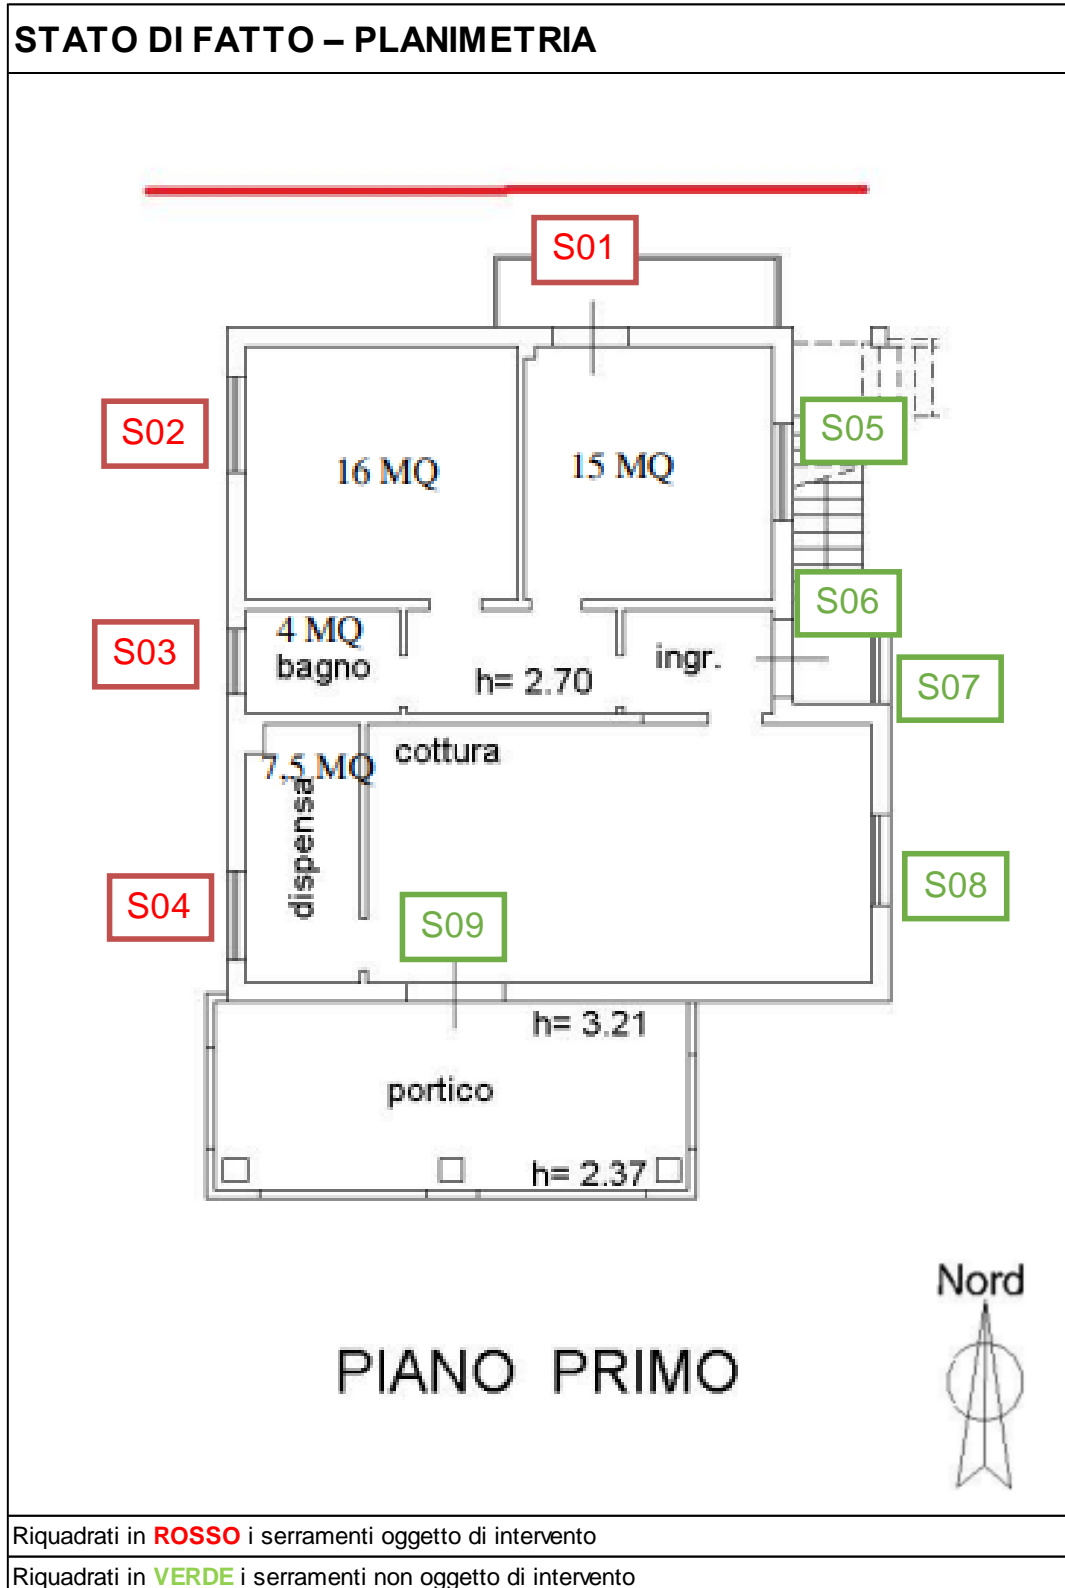 STATO DI FATTO – PLANIMETRIA
S01
S02
S05
16 MQ
15 MQ
S06
4 MQ
S03
bagno
ingr.
h= 2.70
S07
cottura
7,5 MQ
dispensa
S04
S08
S09
h= 3.21
portico
h= 2.37
Nord
PIANO PRIMO
Riquadrati in ROSSO i serramenti oggetto di intervento
Riquadrati in VERDE i serramenti non oggetto di intervento